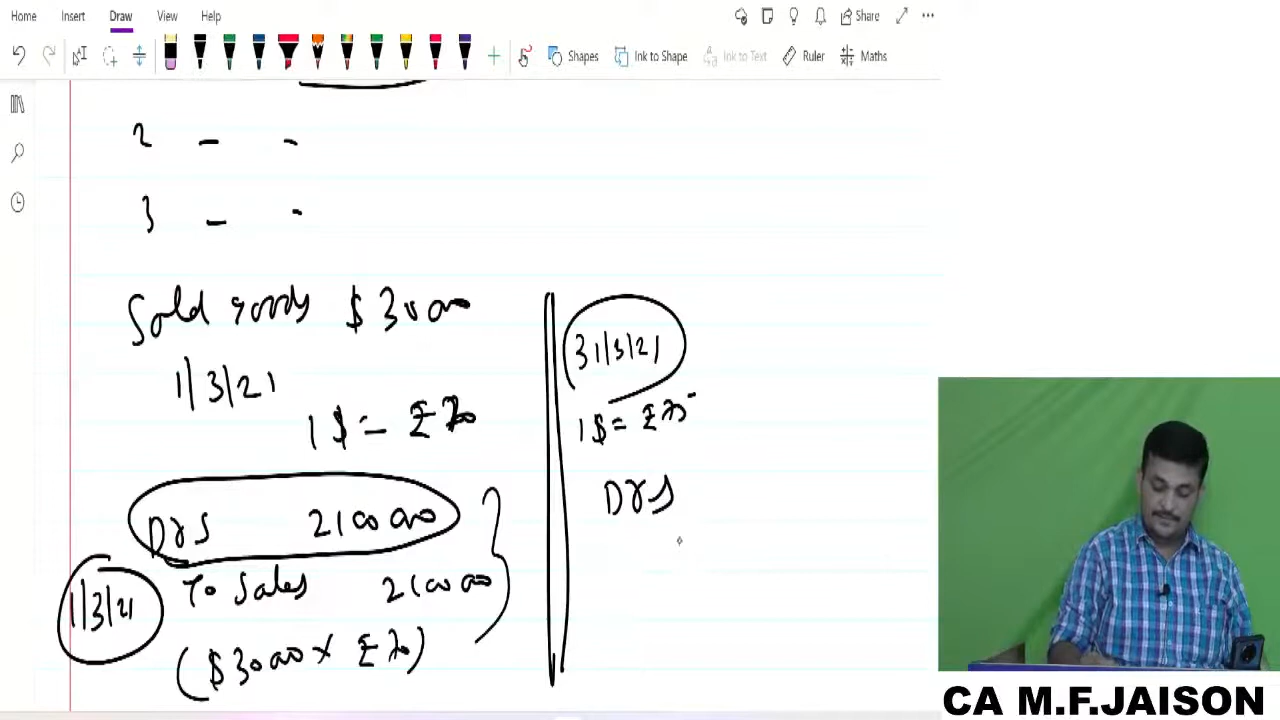 Home Insert Draw View Help Share
Shapes Ink to Shape Ink to Text Ruler Maths
2 - -
3 - -
Sold goods $ 3000
1/3/21
1 $ = ₹ 70
Drs 210000
To Sales 210000
1/3/21
($3000 × ₹ 70)
31/3/21
1 $ = ₹ 75
Drs
CA M.F.JAISON